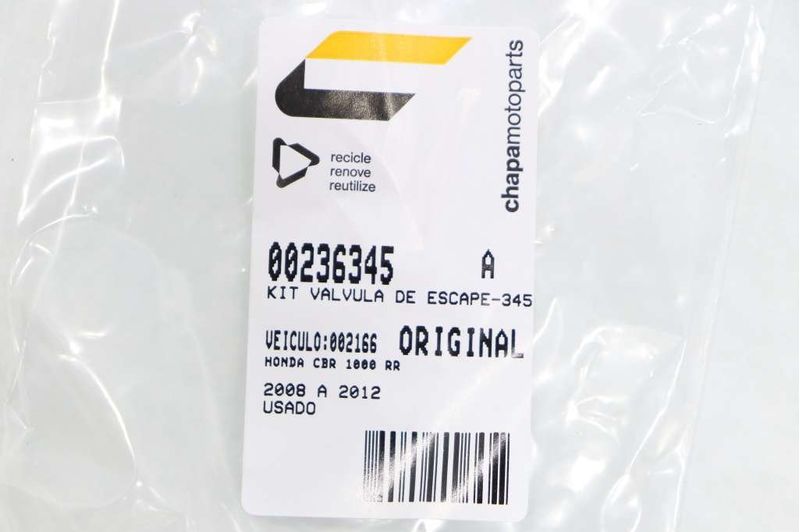 chapamotoparts
recicle
renove
reutilize
00236345 A
KIT VALVULA DE ESCAPE-345
VEICULO:002166 ORIGINAL
HONDA CBR 1000 RR
2008 A 2012
USADO